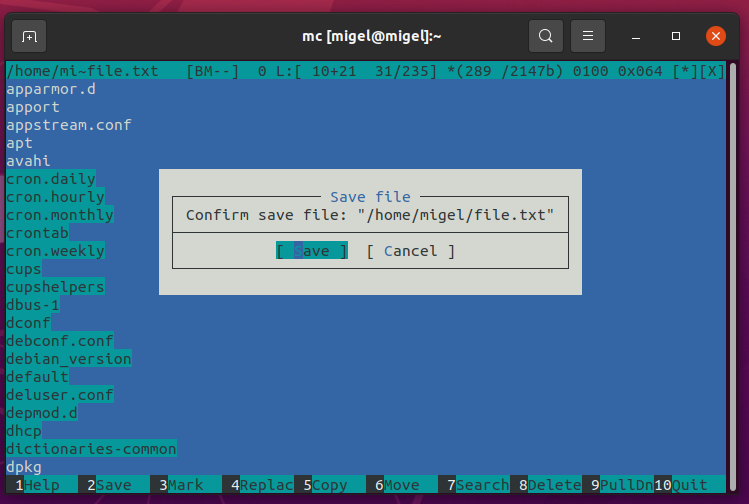 mc [migel@migel]:~
/home/mi~file.txt [BM--] 0 L:[ 10+21 31/235] *(289 /2147b) 0100 0x064 [*][X]
apparmor.d
apport
appstream.conf
apt
avahi
cron.daily
cron.hourly
cron.monthly
crontab
cron.weekly
cups
cupshelpers
dbus-1
dconf
debconf.conf
debian_version
default
deluser.conf
depmod.d
dhcp
dictionaries-common
dpkg
Save file
Confirm save file: "/home/migel/file.txt"
[ Save ] [ Cancel ]
1Help 2Save 3Mark 4Replac 5Copy 6Move 7Search 8Delete 9PullDn 10Quit